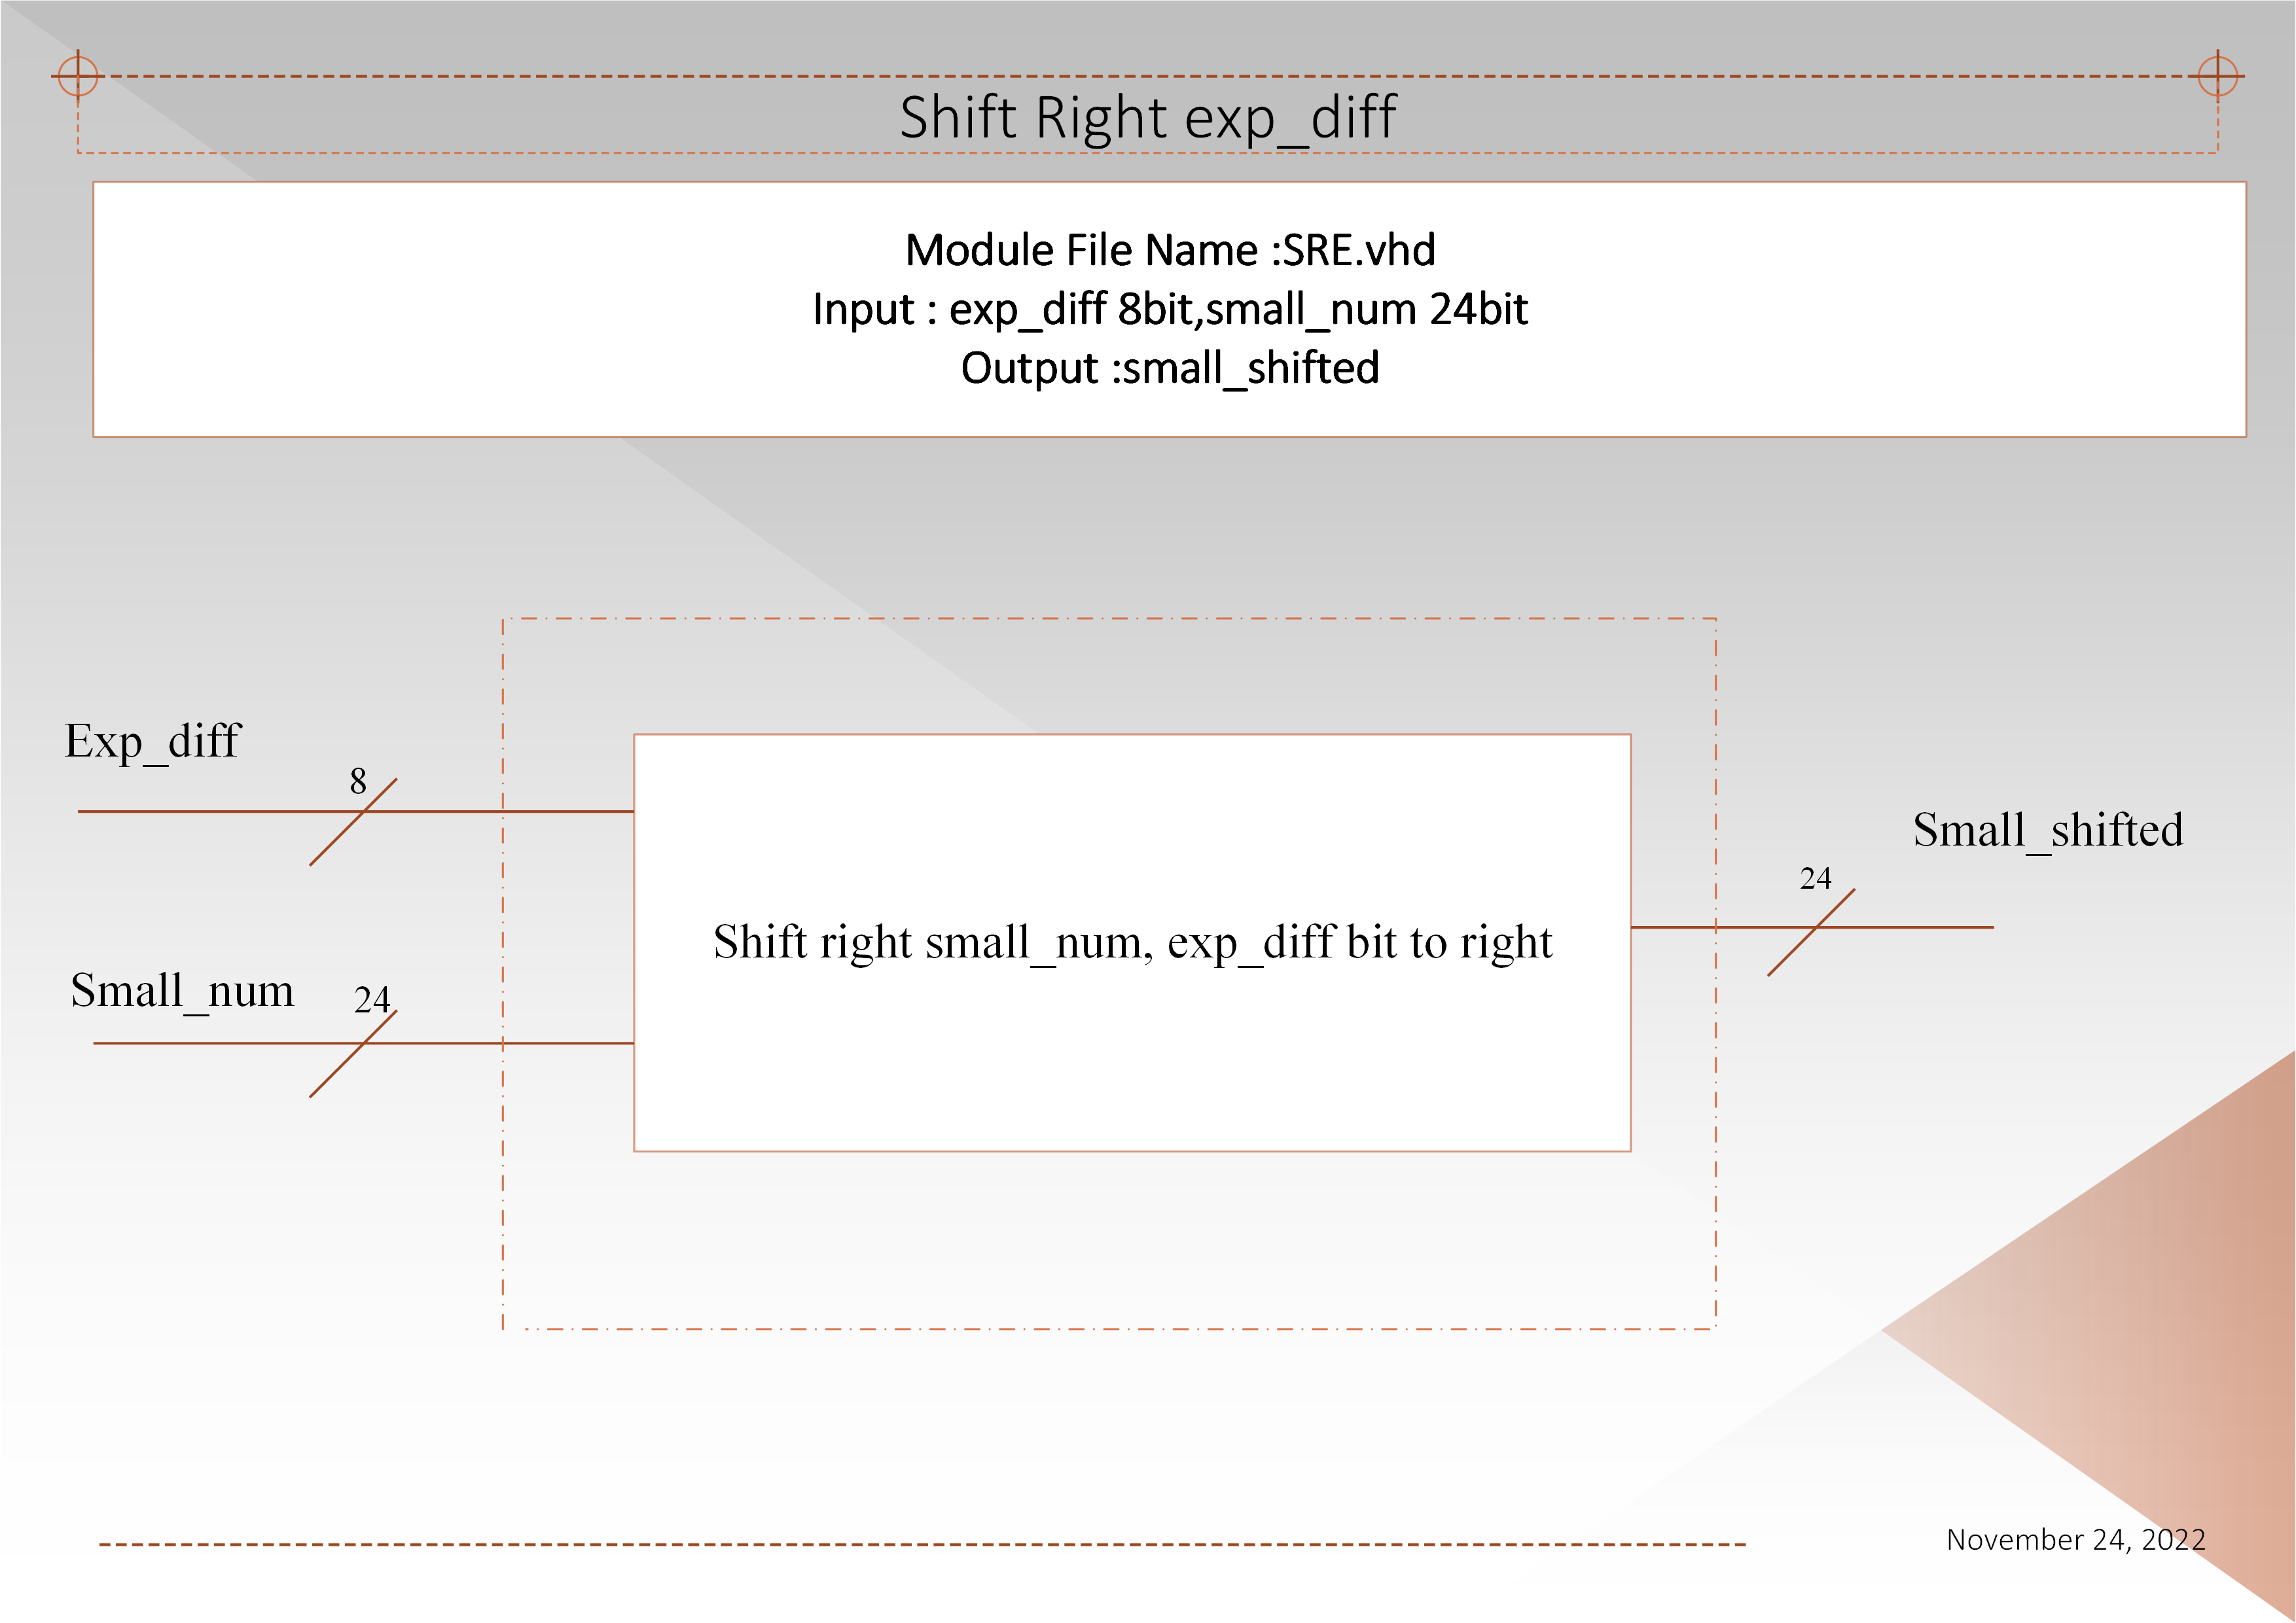 Shift Right exp_diff
Module File Name :SRE.vhd
Input : exp_diff 8bit,small_num 24bit
Output :small_shifted
Exp_diff
8
Small_shifted
24
Shift right small_num, exp_diff bit to right
Small_num
24
November 24, 2022